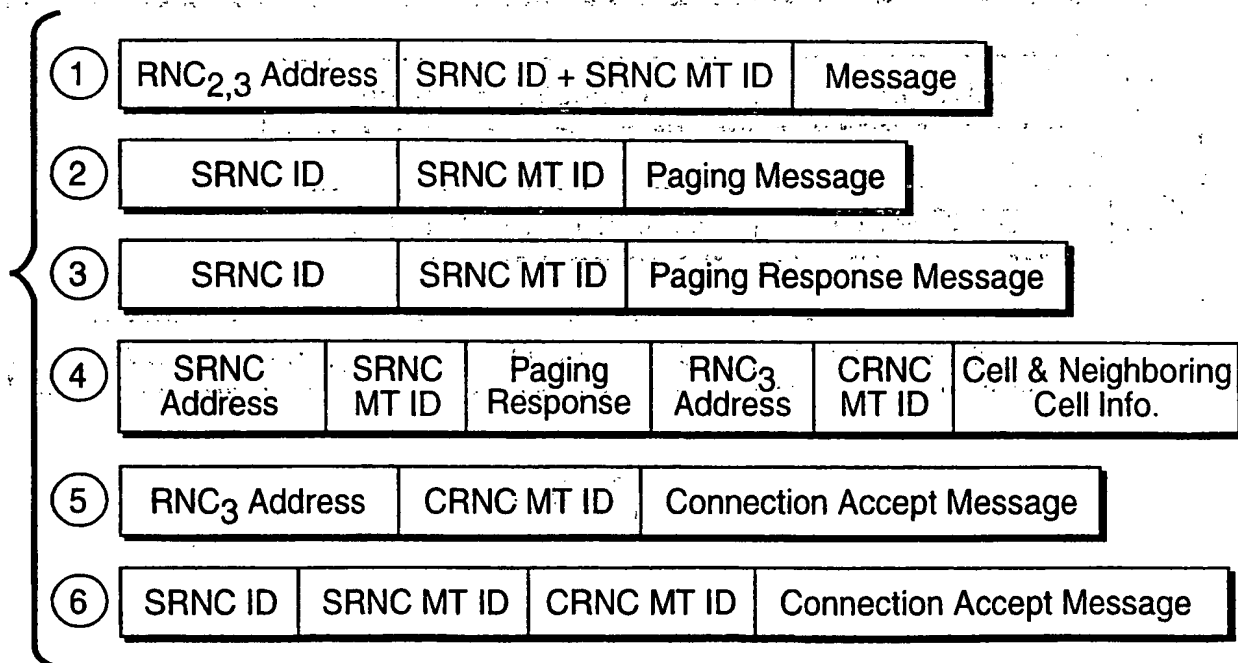 1 RNC2,3 Address SRNC ID + SRNC MT ID Message
2 SRNC ID SRNC MT ID Paging Message
3 SRNC ID SRNC MT ID Paging Response Message
4 SRNC Address SRNC MT ID Paging Response RNC3 Address CRNC MT ID Cell & Neighboring Cell Info.
5 RNC3 Address CRNC MT ID Connection Accept Message
6 SRNC ID SRNC MT ID CRNC MT ID Connection Accept Message